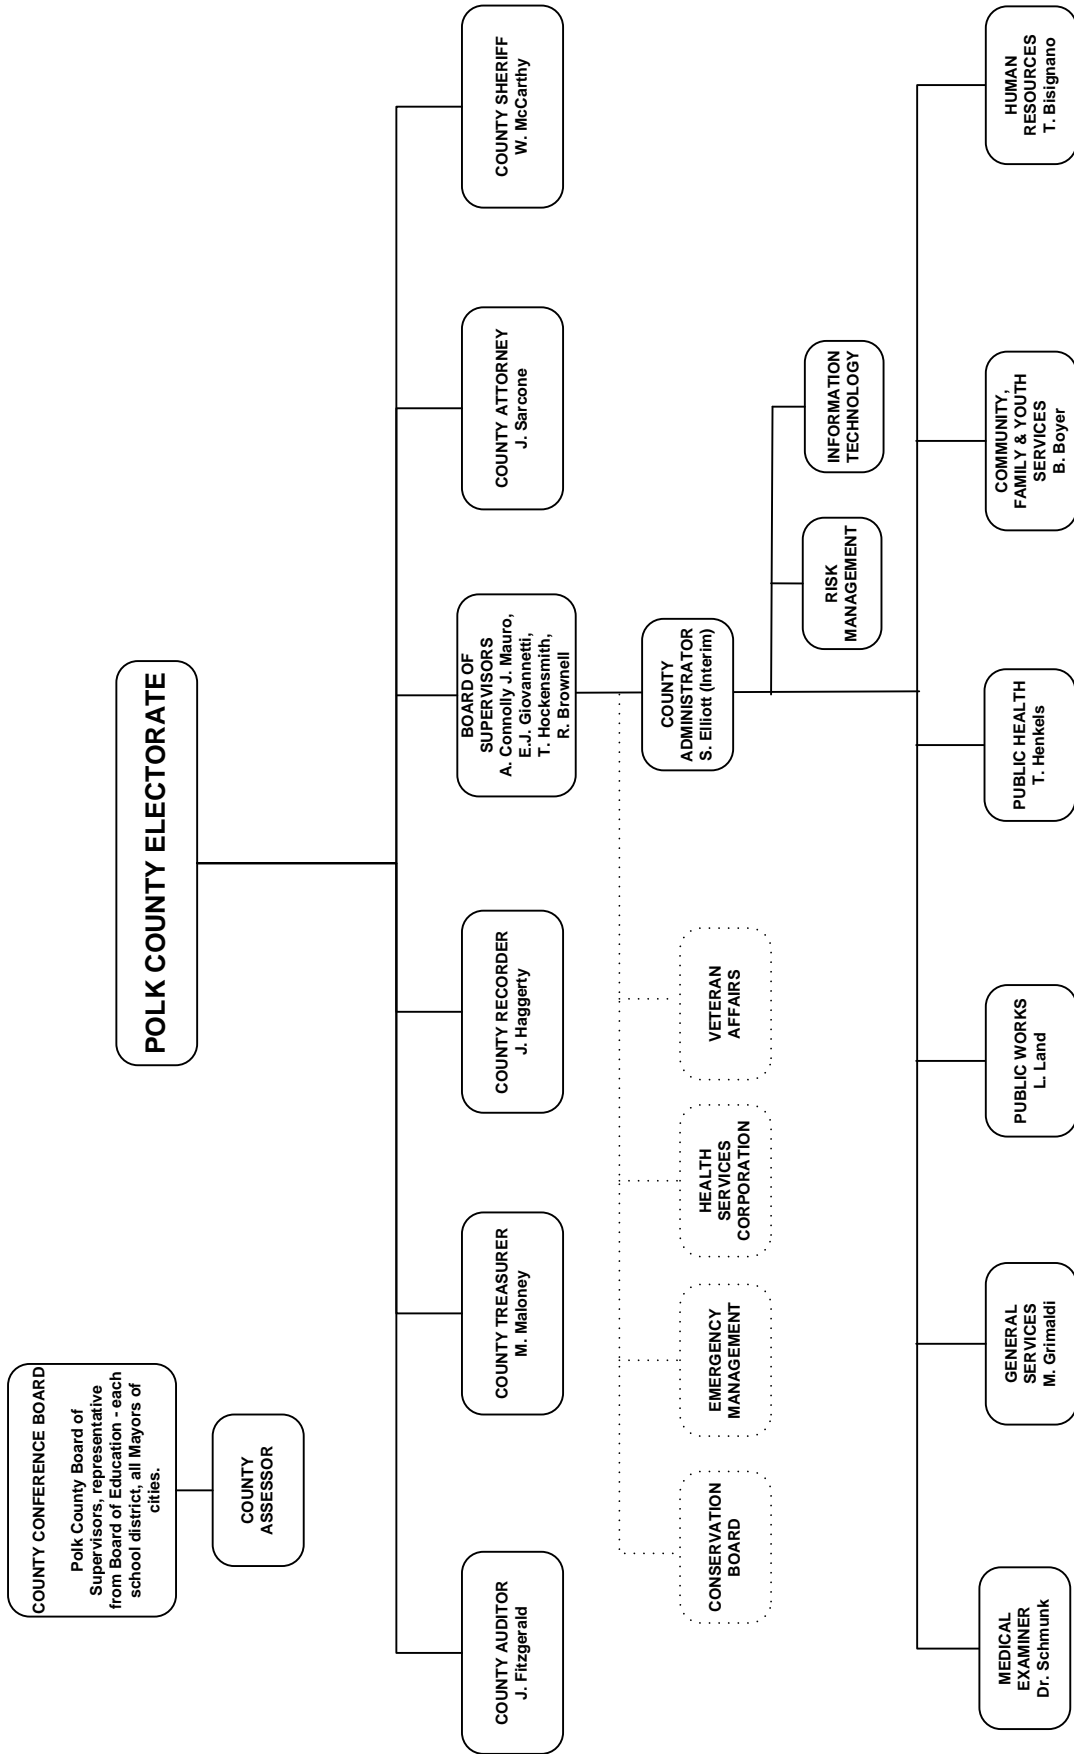 COUNTY CONFERENCE BOARD
Polk County Board of
Supervisors, representative
from Board of Education - each
school district, all Mayors of
cities.
COUNTY
ASSESSOR
POLK COUNTY ELECTORATE
COUNTY AUDITOR
J. Fitzgerald
COUNTY TREASURER
M. Maloney
COUNTY RECORDER
J. Haggerty
BOARD OF
SUPERVISORS
A. Connolly J. Mauro,
E.J. Giovannetti,
T. Hockensmith,
R. Brownell
COUNTY ATTORNEY
J. Sarcone
COUNTY SHERIFF
W. McCarthy
COUNTY
ADMINISTRATOR
S. Elliott (Interim)
CONSERVATION
BOARD
EMERGENCY
MANAGEMENT
HEALTH
SERVICES
CORPORATION
VETERAN
AFFAIRS
RISK
MANAGEMENT
INFORMATION
TECHNOLOGY
MEDICAL
EXAMINER
Dr. Schmunk
GENERAL
SERVICES
M. Grimaldi
PUBLIC WORKS
L. Land
PUBLIC HEALTH
T. Henkels
COMMUNITY,
FAMILY & YOUTH
SERVICES
B. Boyer
HUMAN
RESOURCES
T. Bisignano